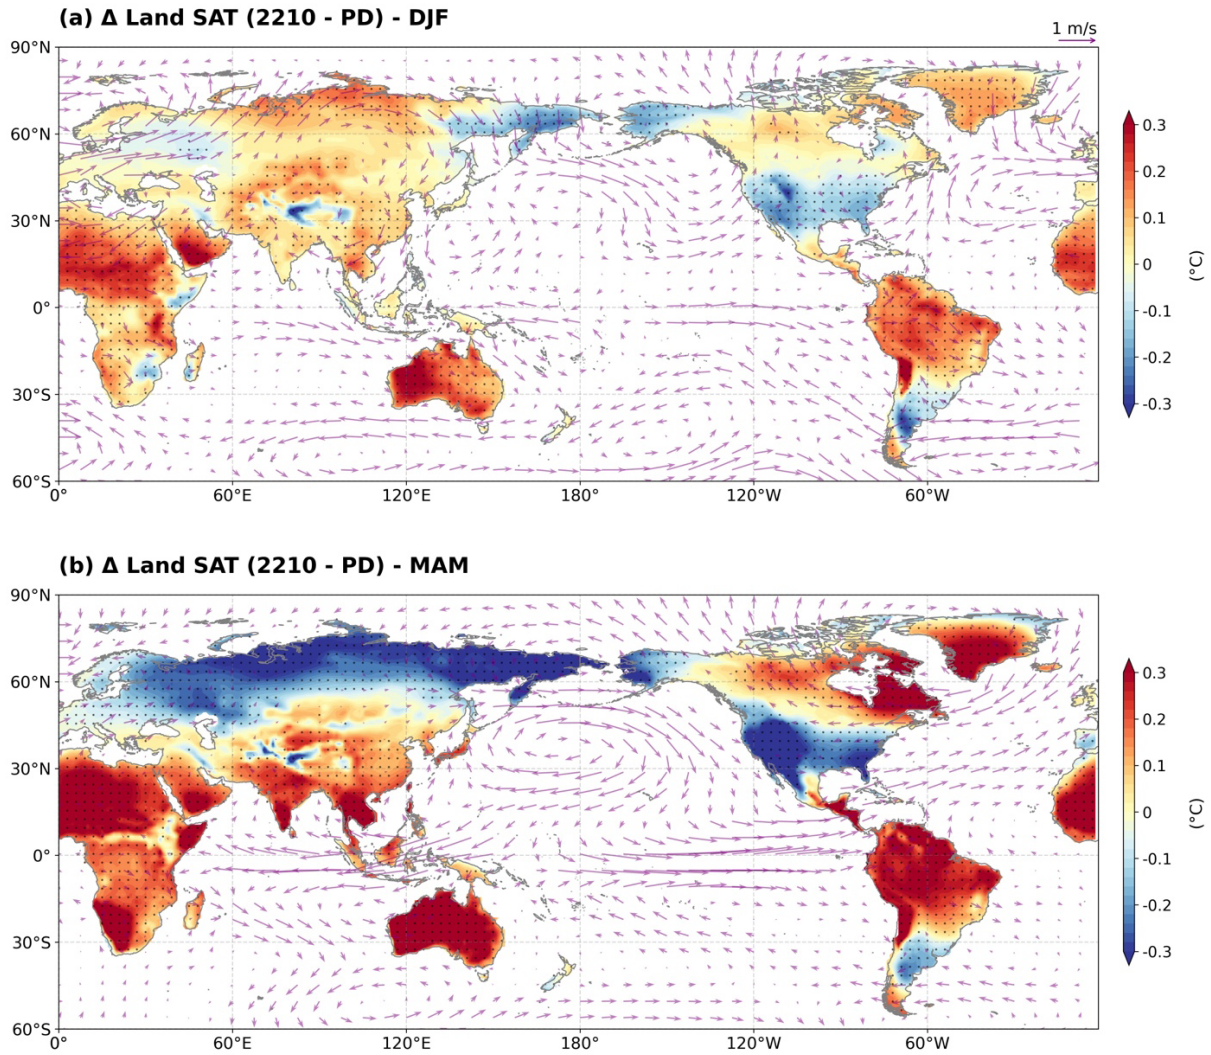 (a) Δ Land SAT (2210 - PD) - DJF
1 m/s
90°N
60°N
30°N
0°
30°S
60°S
0°
60°E
120°E
180°
120°W
60°W
0.3
0.2
0.1
0
-0.1
-0.2
-0.3
(°C)
(b) Δ Land SAT (2210 - PD) - MAM
90°N
60°N
30°N
0°
30°S
60°S
0°
60°E
120°E
180°
120°W
60°W
0.3
0.2
0.1
0
-0.1
-0.2
-0.3
(°C)